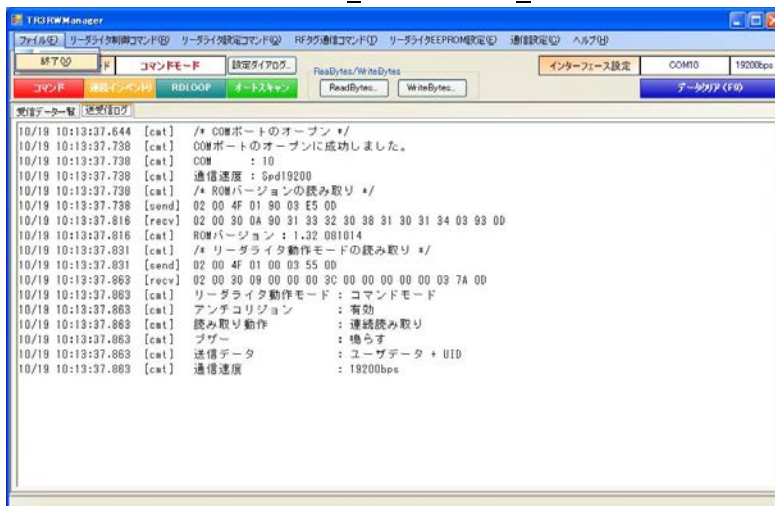 TR3RWManager
ファイル(F) リーダライタ制御コマンド(B) リーダライタ設定コマンド(Q) RFタグ通信コマンド(T) リーダライタEEPROM設定(E) 通信設定(C) ヘルプ(H)
終了(X) ド コマンドモード 設定ダイアログ... ReaBytes/WriteBytes インターフェース設定 COM10 19200bps
コマンド 連続インベントリ RDLOOP オートスキャン ReadBytes... WriteBytes... データクリア(F9)
受信データ一覧 送受信ログ
10/19 10:13:37.644 [cmt] /* COMポートのオープン */
10/19 10:13:37.738 [cmt] COMポートのオープンに成功しました。
10/19 10:13:37.738 [cmt] COM : 10
10/19 10:13:37.738 [cmt] 通信速度 : Spd19200
10/19 10:13:37.738 [cmt] /* ROMバージョンの読み取り */
10/19 10:13:37.738 [send] 02 00 4F 01 90 03 E5 0D
10/19 10:13:37.816 [recv] 02 00 30 0A 90 31 33 32 30 38 31 30 31 34 03 93 0D
10/19 10:13:37.816 [cmt] ROMバージョン : 1.32 081014
10/19 10:13:37.831 [cmt] /* リーダライタ動作モードの読み取り */
10/19 10:13:37.831 [send] 02 00 4F 01 00 03 55 0D
10/19 10:13:37.863 [recv] 02 00 30 09 00 00 00 3C 00 00 00 00 00 03 7A 0D
10/19 10:13:37.863 [cmt] リーダライタ動作モード : コマンドモード
10/19 10:13:37.863 [cmt] アンチコリジョン : 有効
10/19 10:13:37.863 [cmt] 読み取り動作 : 連続読み取り
10/19 10:13:37.863 [cmt] ブザー : 鳴らす
10/19 10:13:37.863 [cmt] 送信データ : ユーザデータ + UID
10/19 10:13:37.863 [cmt] 通信速度 : 19200bps